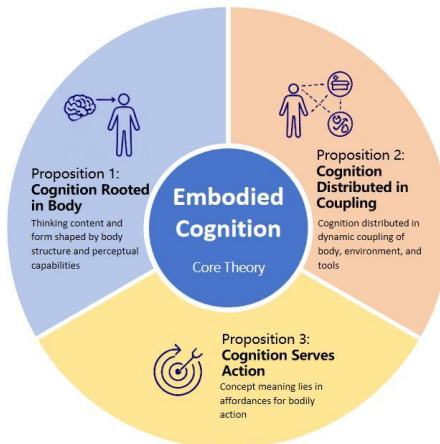 Proposition 1:
Cognition Rooted
in Body
Thinking content and
form shaped by body
structure and perceptual
capabilities
Embodied
Cognition
Core Theory
Proposition 2:
Cognition
Distributed in
Coupling
Cognition distributed in
dynamic coupling of
body, environment, and
tools
Proposition 3:
Cognition Serves
Action
Concept meaning lies in
affordances for bodily
action